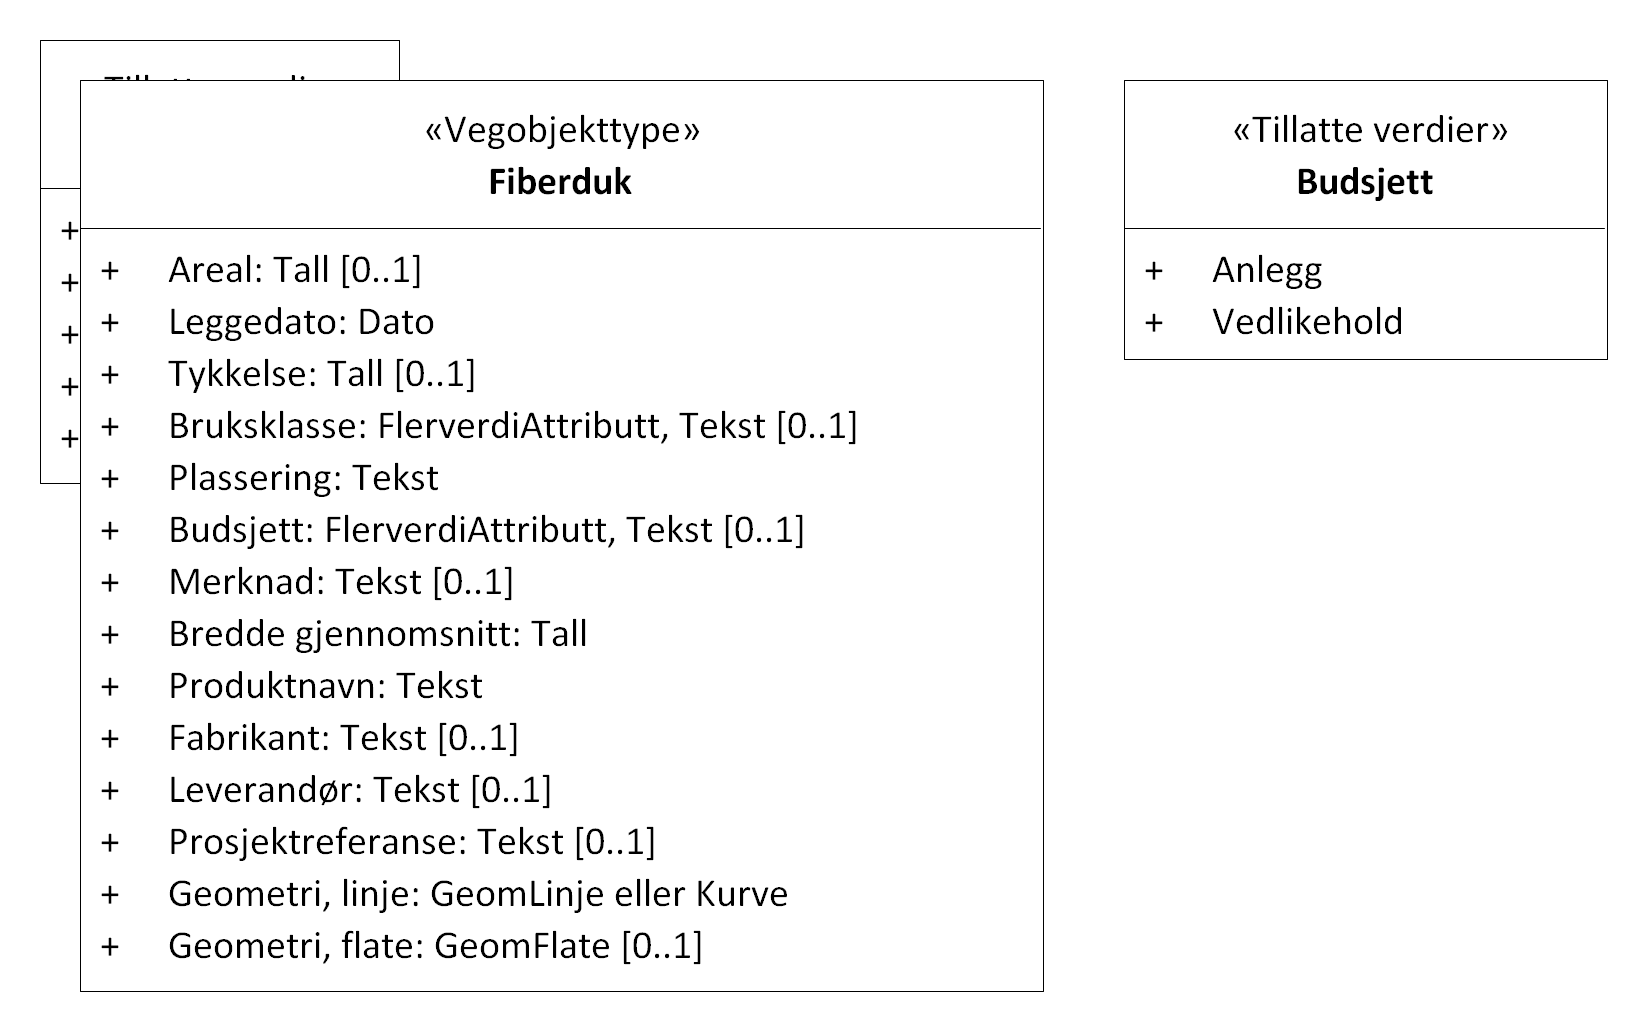 «Vegobjekttype»
Fiberduk
+ Areal: Tall [0..1]
+ Leggedato: Dato
+ Tykkelse: Tall [0..1]
+ Bruksklasse: FlerverdiAttributt, Tekst [0..1]
+ Plassering: Tekst
+ Budsjett: FlerverdiAttributt, Tekst [0..1]
+ Merknad: Tekst [0..1]
+ Bredde gjennomsnitt: Tall
+ Produktnavn: Tekst
+ Fabrikant: Tekst [0..1]
+ Leverandør: Tekst [0..1]
+ Prosjektreferanse: Tekst [0..1]
+ Geometri, linje: GeomLinje eller Kurve
+ Geometri, flate: GeomFlate [0..1]
«Tillatte verdier»
Budsjett
+ Anlegg
+ Vedlikehold
+
+
+
+
+